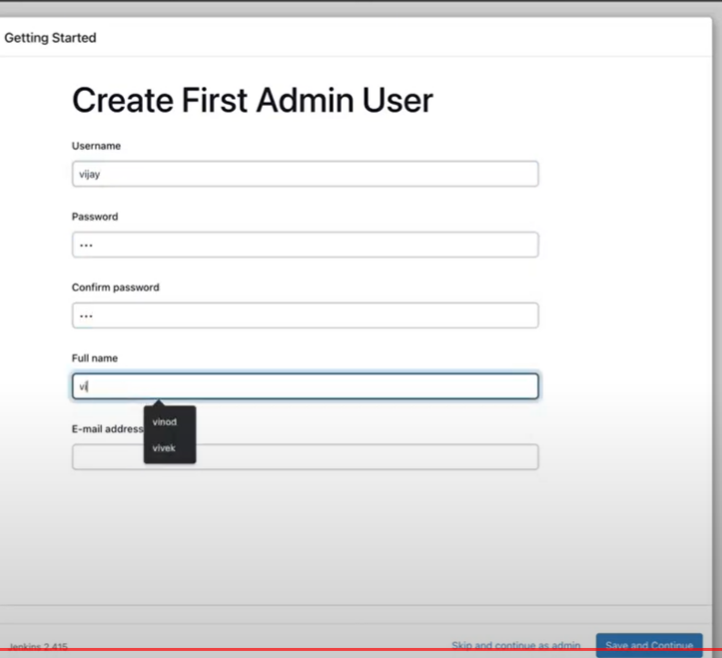 Getting Started
Create First Admin User
Username
vijay
Password
•••
Confirm password
•••
Full name
vi
vinod
E-mail address
vivek
Jenkins 2.415
Skip and continue as admin
Save and Continue